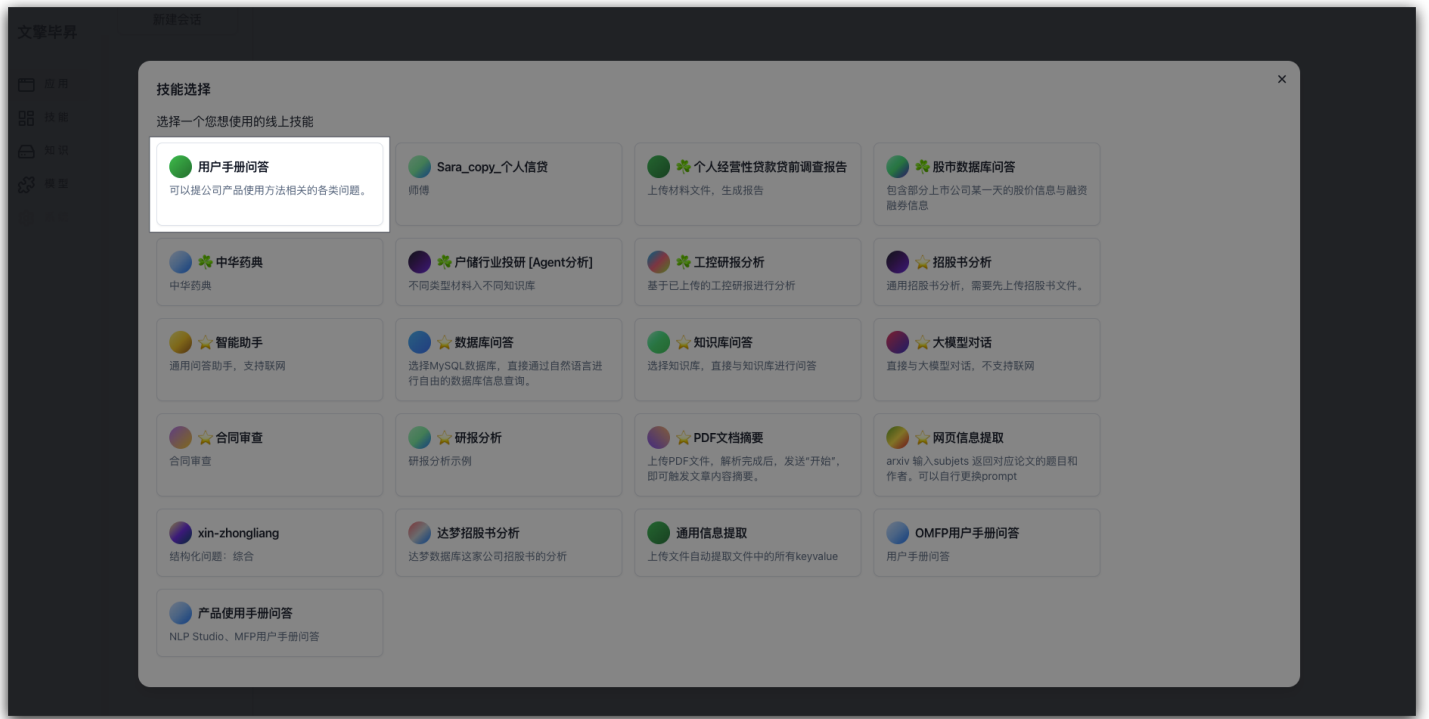 新建会话
文擎毕昇
应用
技能
知识
模型
技能选择
选择一个您想使用的线上技能
用户手册问答
可以提公司产品使用方法相关的各类问题。
Sara_copy_个人信贷
师傅
个人经营性贷款贷前调查报告
上传材料文件，生成报告
股市数据库问答
包含部分上市公司某一天的股价信息与融资
融券信息
中华药典
中华药典
户储行业投研 [Agent分析]
不同类型材料入不同知识库
工控研报分析
基于已上传的工控研报进行分析
招股书分析
通用招股书分析，需要先上传招股书文件。
智能助手
通用问答助手，支持联网
数据库问答
选择MySQL数据库，直接通过自然语言进
行自由的数据库信息查询。
知识库问答
选择知识库，直接与知识库进行问答
大模型对话
直接与大模型对话，不支持联网
合同审查
合同审查
研报分析
研报分析示例
PDF文档摘要
上传PDF文件，解析完成后，发送“开始”，
即可触发文章内容摘要。
网页信息提取
arxiv 输入subjets 返回对应论文的题目和
作者。可以自行更换prompt
xin-zhongliang
结构化问题：综合
达梦招股书分析
达梦数据库这家公司招股书的分析
通用信息提取
上传文件自动提取文件中的所有keyvalue
OMFP用户手册问答
用户手册问答
产品使用手册问答
NLP Studio、MFP用户手册问答